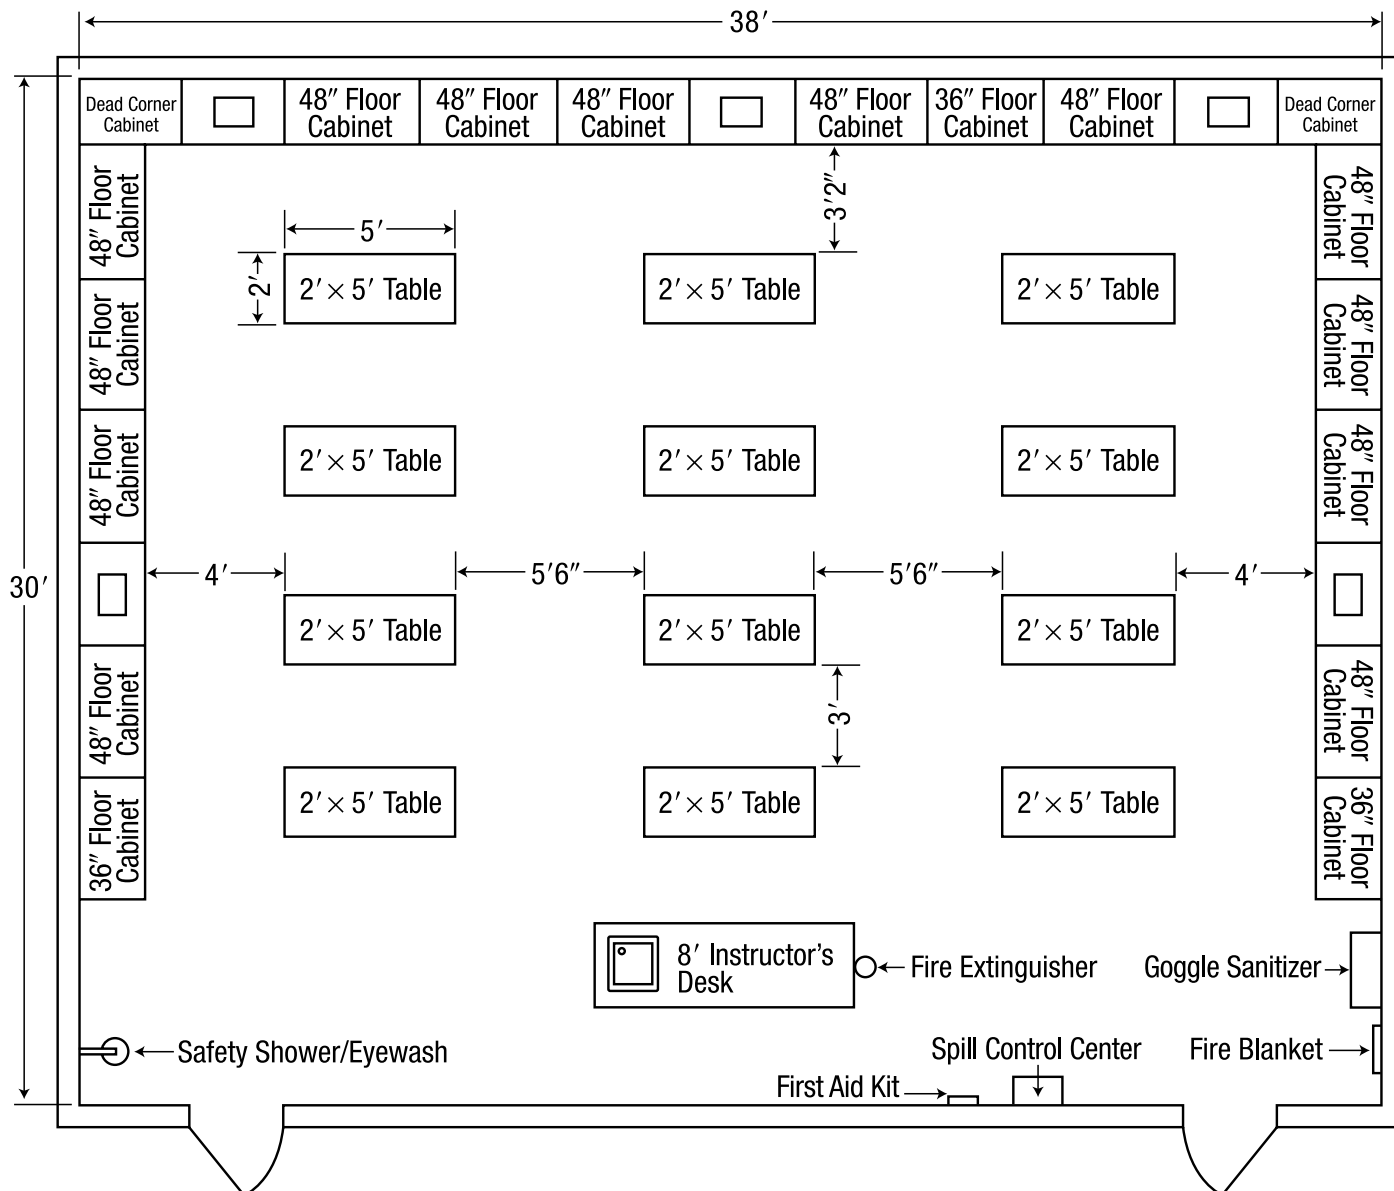 38′
Dead Corner
Cabinet
48″ Floor
Cabinet
48″ Floor
Cabinet
48″ Floor
Cabinet
48″ Floor
Cabinet
36″ Floor
Cabinet
48″ Floor
Cabinet
Dead Corner
Cabinet
48″ Floor
Cabinet
48″ Floor
Cabinet
48″ Floor
Cabinet
48″ Floor
Cabinet
36″ Floor
Cabinet
48″ Floor
Cabinet
48″ Floor
Cabinet
48″ Floor
Cabinet
48″ Floor
Cabinet
36″ Floor
Cabinet
30′
3′2″
5′
2′
2′ × 5′ Table
2′ × 5′ Table
2′ × 5′ Table
2′ × 5′ Table
2′ × 5′ Table
2′ × 5′ Table
4′
5′6″
5′6″
4′
2′ × 5′ Table
2′ × 5′ Table
2′ × 5′ Table
3′
2′ × 5′ Table
2′ × 5′ Table
2′ × 5′ Table
8′ Instructor's
Desk
Fire Extinguisher
Goggle Sanitizer
Safety Shower/Eyewash
Spill Control Center
Fire Blanket
First Aid Kit